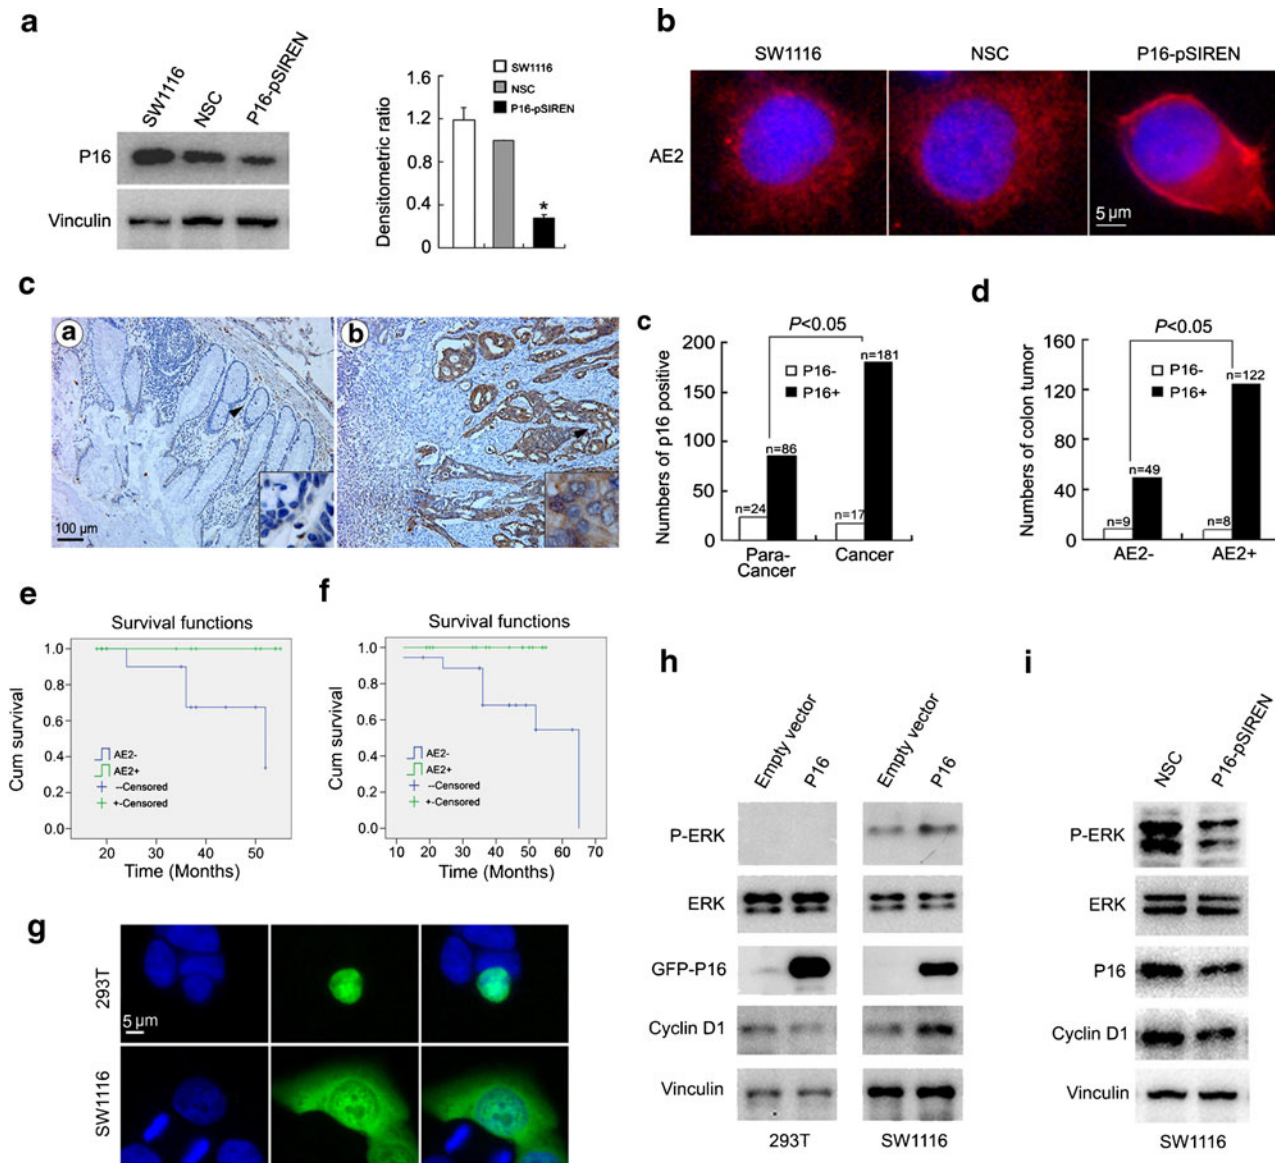 a
SW1116
NSC
P16-pSIREN
P16
Vinculin
Densitometric ratio
1.6
1.2
0.8
0.4
0
SW1116
NSC
P16-pSIREN
*
b
SW1116
NSC
P16-pSIREN
AE2
5 µm
c
a
100 µm
b
c
P<0.05
Numbers of p16 positive
200
150
100
50
0
P16-
P16+
n=24
n=86
n=17
n=181
Para-
Cancer
Cancer
d
P<0.05
Numbers of colon tumor
160
120
80
40
0
P16-
P16+
n=9
n=49
n=8
n=122
AE2-
AE2+
e
Survival functions
Cum survival
1.0
0.8
0.6
0.4
0.2
0.0
AE2-
AE2+
--Censored
+-Censored
20
30
40
50
Time (Months)
f
Survival functions
Cum survival
1.0
0.8
0.6
0.4
0.2
0.0
AE2-
AE2+
--Censored
+-Censored
10
20
30
40
50
60
70
Time (Months)
g
293T
5 µm
SW1116
h
Empty vector
P16
Empty vector
P16
P-ERK
ERK
GFP-P16
Cyclin D1
Vinculin
293T
SW1116
i
NSC
P16-pSIREN
P-ERK
ERK
P16
Cyclin D1
Vinculin
SW1116